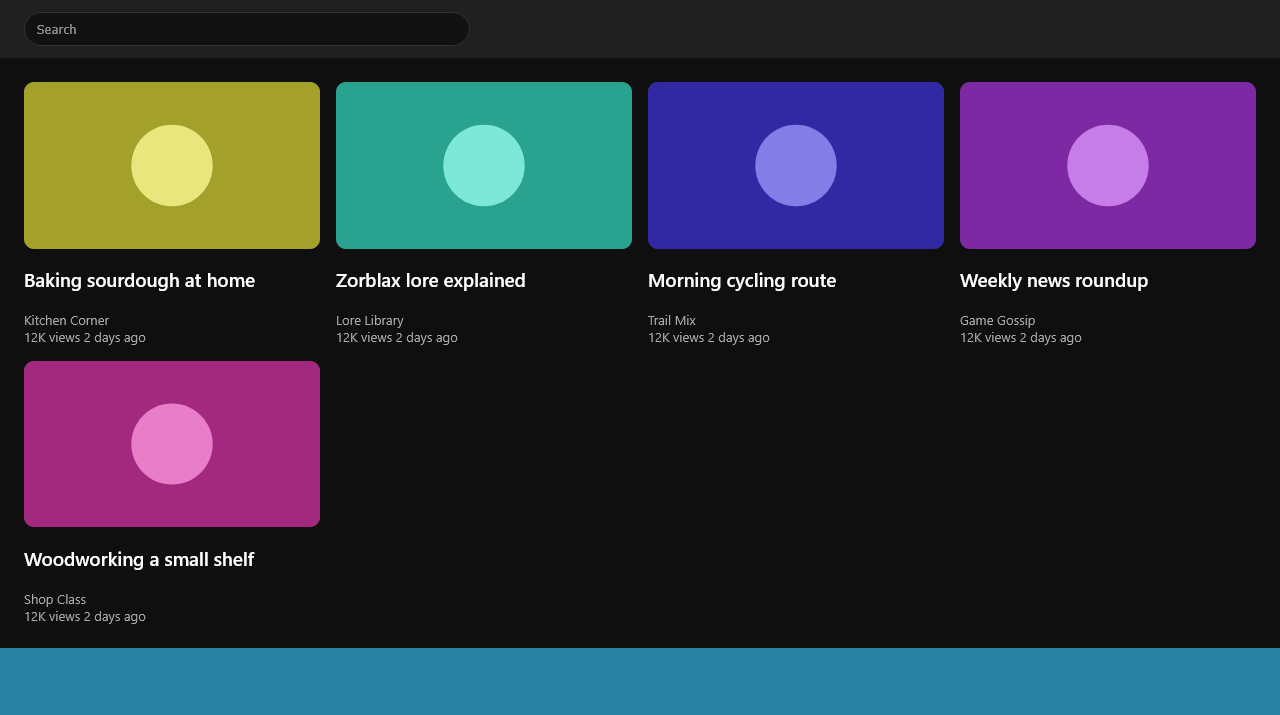 Search
Baking sourdough at home
Kitchen Corner
12K views 2 days ago
Zorblax lore explained
Lore Library
12K views 2 days ago
Morning cycling route
Trail Mix
12K views 2 days ago
Weekly news roundup
Game Gossip
12K views 2 days ago
Woodworking a small shelf
Shop Class
12K views 2 days ago